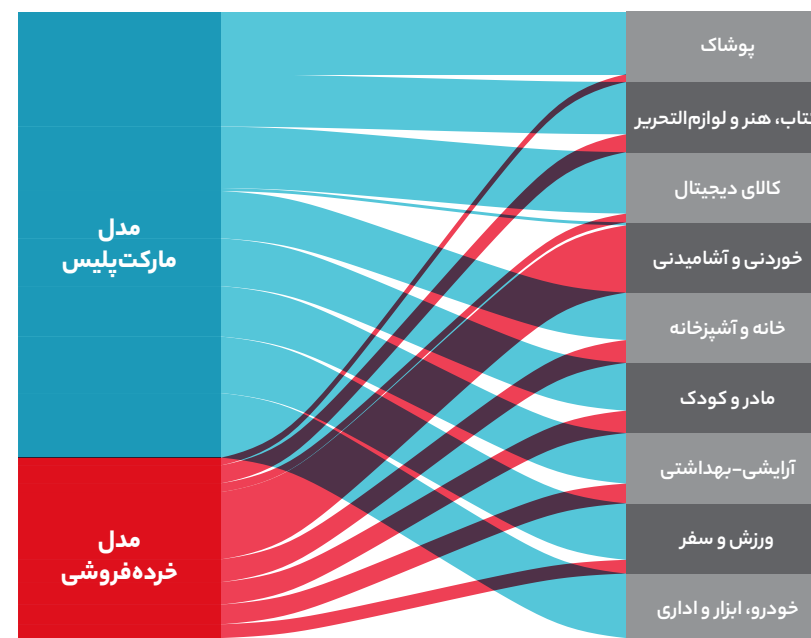 مدل
مارکت‌پلیس
مدل
خرده‌فروشی
پوشاک
هنر و لوازم‌التحریر
کالای دیجیتال
خوردنی و آشامیدنی
خانه و آشپزخانه
مادر و کودک
آرایشی-بهداشتی
ورزش و سفر
خودرو، ابزار و اداری